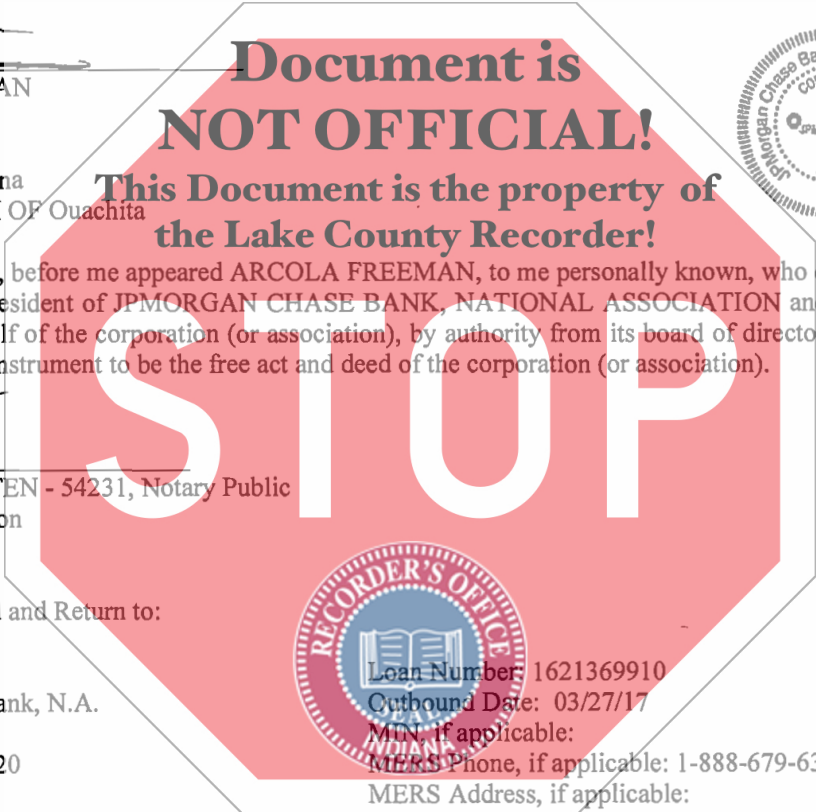 Document is
NOT OFFICIAL!
This Document is the property of
the Lake County Recorder!
AN
JPMorgan Chase Ba
na
OF Ouachita
, before me appeared ARCOLA FREEMAN, to me personally known, who
esident of JPMORGAN CHASE BANK, NATIONAL ASSOCIATION an
lf of the corporation (or association), by authority from its board of directo
nstrument to be the free act and deed of the corporation (or association).
STOP
EN - 54231, Notary Public
on
and Return to:
RECORDER'S OFFICE
SEAL
INDIANA
Loan Number: 1621369910
ank, N.A.
Outbound Date: 03/27/17
MIN, if applicable:
20
MERS Phone, if applicable: 1-888-679-63
MERS Address, if applicable: